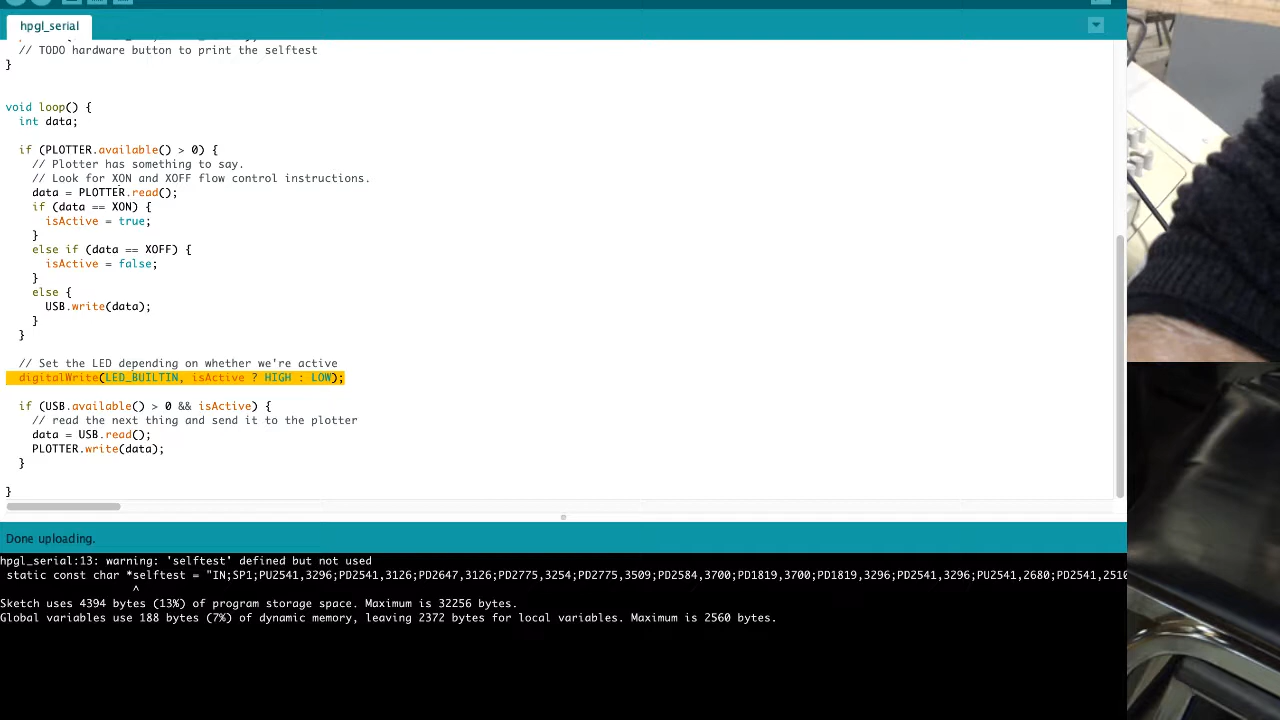 hpgl_serial
// TODO hardware button to print the selftest
}
void loop() {
int data;
if (PLOTTER.available() > 0) {
// Plotter has something to say.
// Look for XON and XOFF flow control instructions.
data = PLOTTER.read();
if (data == XON) {
isActive = true;
}
else if (data == XOFF) {
isActive = false;
}
else {
USB.write(data);
}
}
// Set the LED depending on whether we're active
digitalWrite(LED_BUILTIN, isActive ? HIGH : LOW);
if (USB.available() > 0 && isActive) {
// read the next thing and send it to the plotter
data = USB.read();
PLOTTER.write(data);
}
}
Done uploading.
hpgl_serial:13: warning: 'selftest' defined but not used
static const char *selftest = "IN;SP1;PU2541,3296;PD2541,3126;PD2647,3126;PD2775,3254;PD2775,3509;PD2584,3700;PD1819,3700;PD1819,3296;PD2541,3296;PU2541,2680;PD2541,2510
^
Sketch uses 4394 bytes (13%) of program storage space. Maximum is 32256 bytes.
Global variables use 188 bytes (7%) of dynamic memory, leaving 2372 bytes for local variables. Maximum is 2560 bytes.